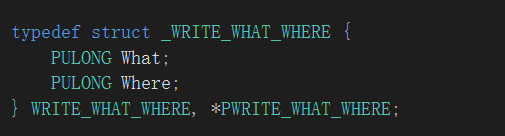 typedef struct _WRITE_WHAT_WHERE {
    PULONG What;
    PULONG Where;
} WRITE_WHAT_WHERE, *PWRITE_WHAT_WHERE;